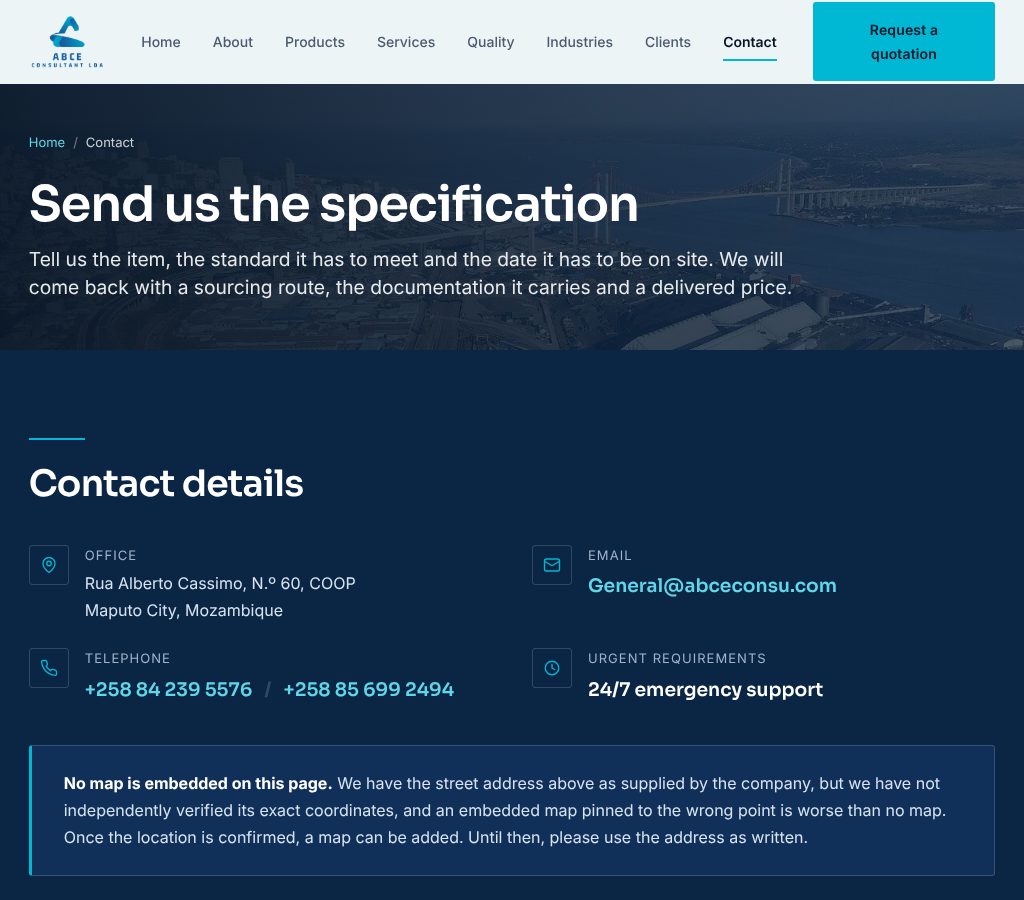 ABCE
CONSULTANT LDA
Home
About
Products
Services
Quality
Industries
Clients
Contact
Request a
quotation
Home / Contact
Send us the specification
Tell us the item, the standard it has to meet and the date it has to be on site. We will
come back with a sourcing route, the documentation it carries and a delivered price.
Contact details
OFFICE
Rua Alberto Cassimo, N.º 60, COOP
Maputo City, Mozambique
EMAIL
General@abceconsu.com
TELEPHONE
+258 84 239 5576 / +258 85 699 2494
URGENT REQUIREMENTS
24/7 emergency support
No map is embedded on this page. We have the street address above as supplied by the company, but we have not
independently verified its exact coordinates, and an embedded map pinned to the wrong point is worse than no map.
Once the location is confirmed, a map can be added. Until then, please use the address as written.